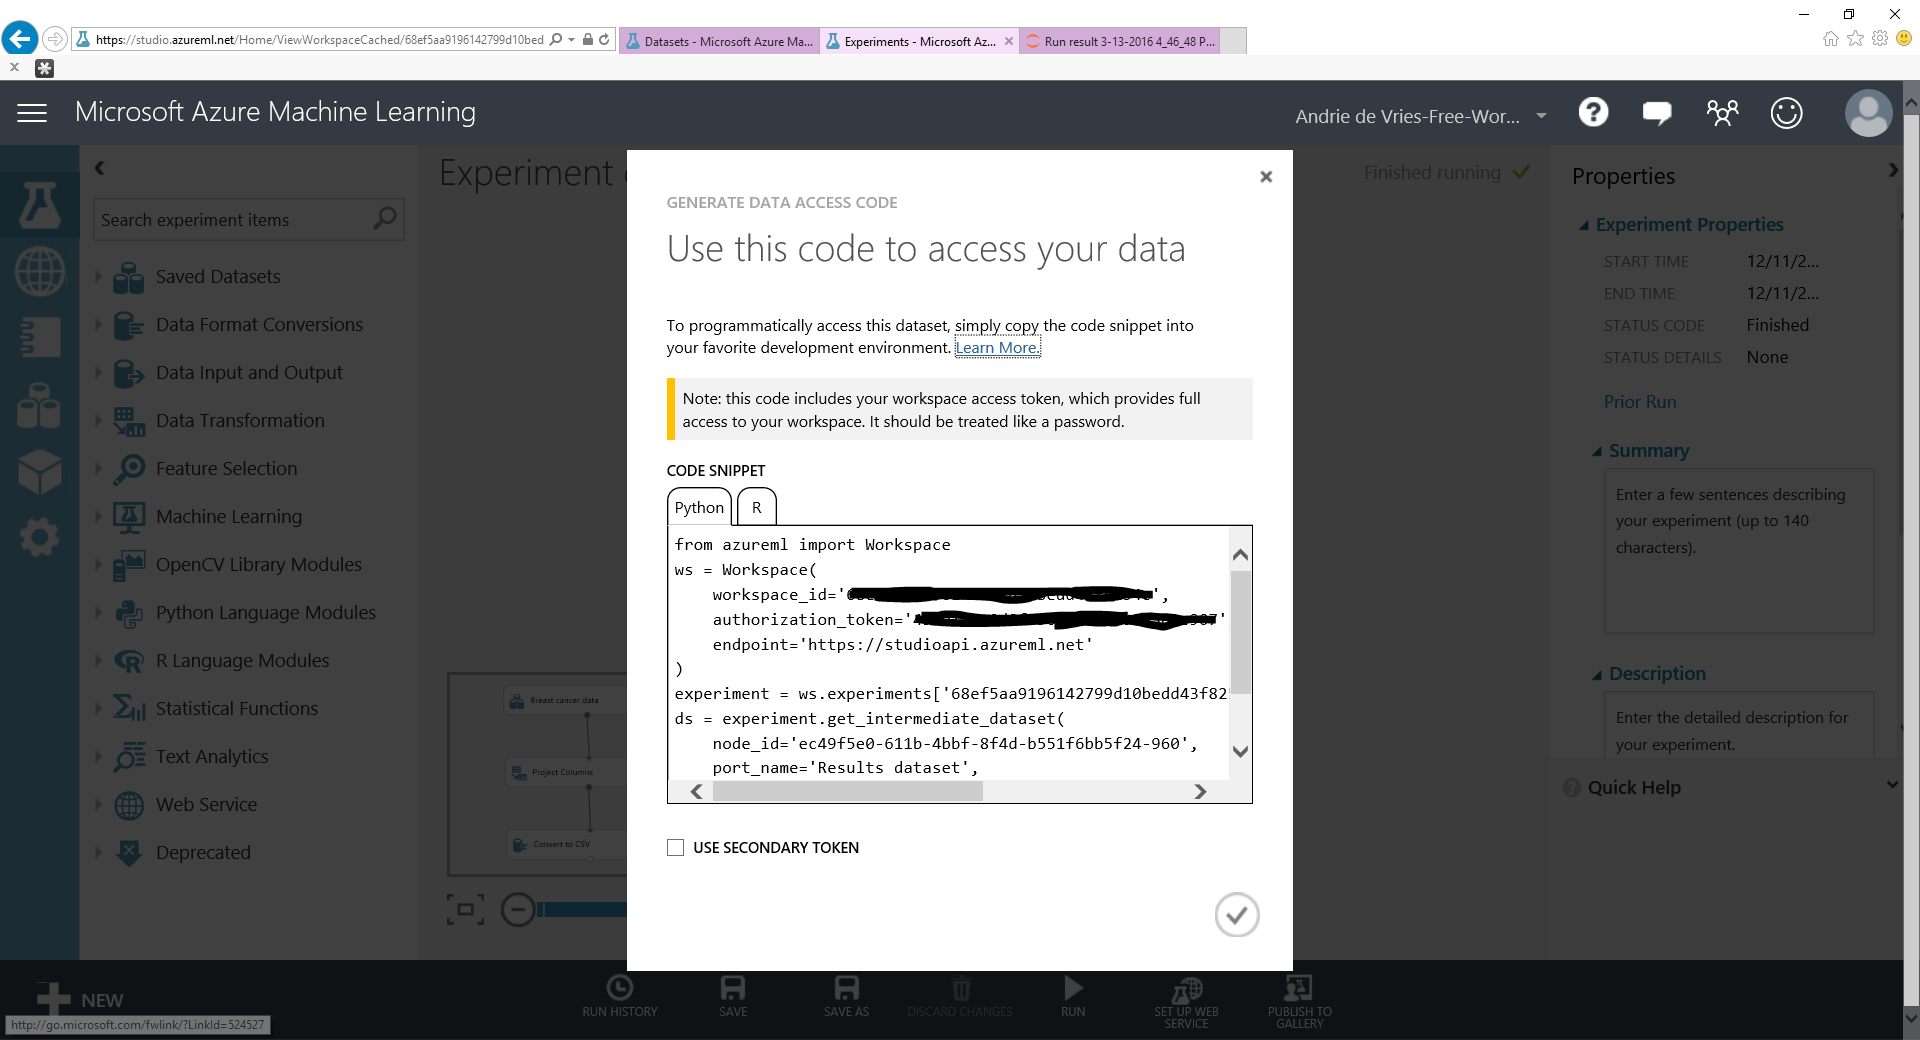 https://studio.azureml.net/Home/ViewWorkspaceCached/68ef5aa9196142799d10bed
Datasets - Microsoft Azure Ma...
Experiments - Microsoft Az...
Run result 3-13-2016 4_46_48 P...
Microsoft Azure Machine Learning
Andrie de Vries-Free-Wor...
Experiment
Finished running
Search experiment items
Saved Datasets
Data Format Conversions
Data Input and Output
Data Transformation
Feature Selection
Machine Learning
OpenCV Library Modules
Python Language Modules
R Language Modules
Statistical Functions
Text Analytics
Web Service
Deprecated
Breast cancer data
Project Columns
Convert to CSV
GENERATE DATA ACCESS CODE
Use this code to access your data
To programmatically access this dataset, simply copy the code snippet into
your favorite development environment. Learn More.
Note: this code includes your workspace access token, which provides full
access to your workspace. It should be treated like a password.
CODE SNIPPET
Python
R
from azureml import Workspace
ws = Workspace(
workspace_id='
authorization_token='
endpoint='https://studioapi.azureml.net'
)
experiment = ws.experiments['68ef5aa9196142799d10bedd43f82
ds = experiment.get_intermediate_dataset(
node_id='ec49f5e0-611b-4bbf-8f4d-b551f6bb5f24-960',
port_name='Results dataset',
USE SECONDARY TOKEN
Properties
Experiment Properties
START TIME 12/11/2...
END TIME 12/11/2...
STATUS CODE Finished
STATUS DETAILS None
Prior Run
Summary
Enter a few sentences describing
your experiment (up to 140
characters).
Description
Enter the detailed description for
your experiment.
Quick Help
NEW
RUN HISTORY
SAVE
SAVE AS
DISCARD CHANGES
RUN
SET UP WEB
SERVICE
PUBLISH TO
GALLERY
http://go.microsoft.com/fwlink/?LinkId=524527